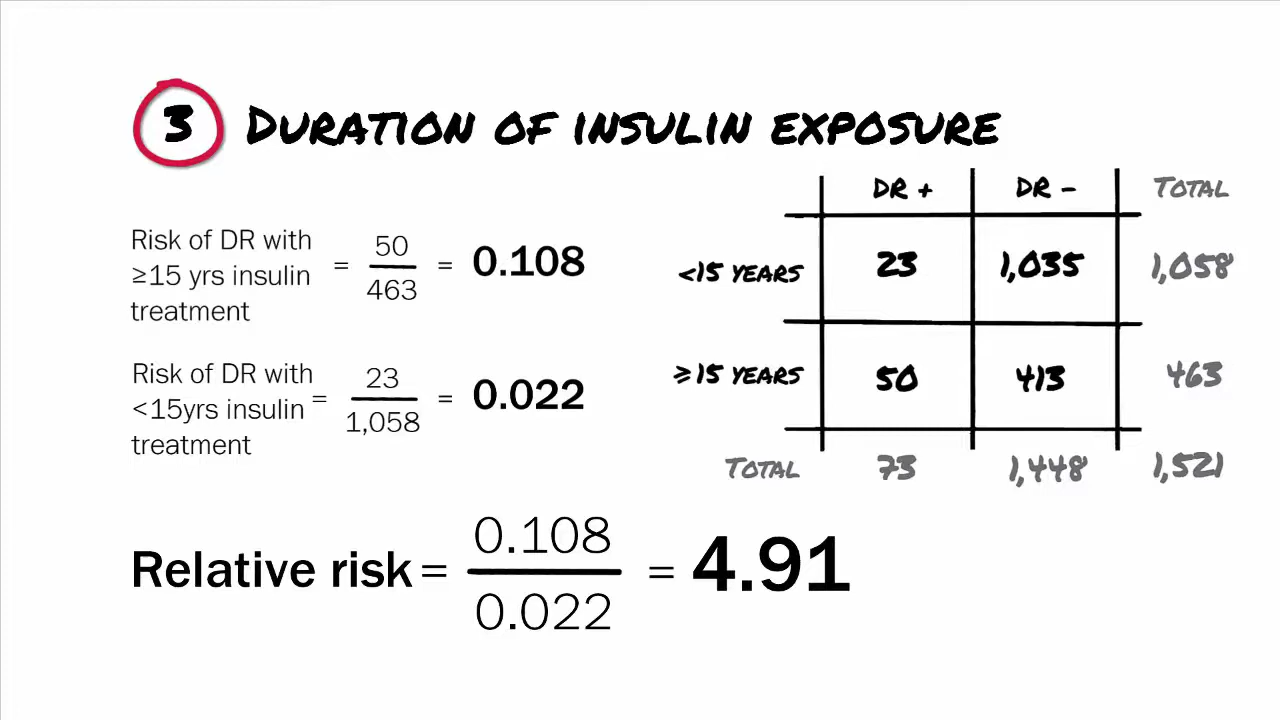 3 DURATION OF INSULIN EXPOSURE
Risk of DR with
≥15 yrs insulin
treatment
= 50/463 = 0.108
Risk of DR with
<15yrs insulin
treatment
= 23/1,058 = 0.022
DR + DR - TOTAL
<15 YEARS 23 1,035 1,058
≥15 YEARS 50 413 463
TOTAL 73 1,448 1,521
Relative risk = 0.108/0.022 = 4.91